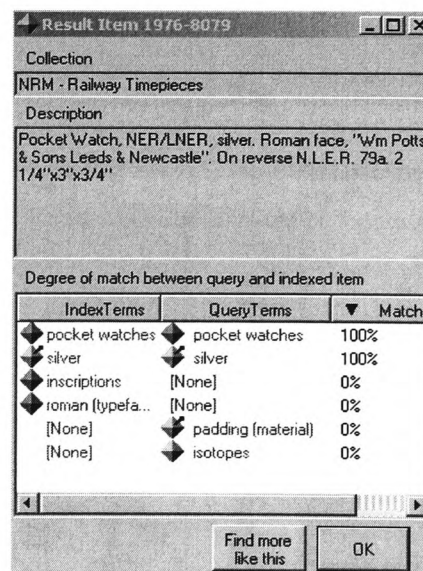 Result Item 1976-8079
Collection
NRM - Railway Timepieces
Description
Pocket Watch, NER/LNER, silver. Roman face, "Wm Potts
& Sons Leeds & Newcastle". On reverse N.L.E.R. 79a. 2
1/4"x3"x3/4"
Degree of match between query and indexed item
IndexTerms QueryTerms Match
pocket watches pocket watches 100%
silver silver 100%
inscriptions [None] 0%
roman (typefa... [None] 0%
[None] padding (material) 0%
[None] isotopes 0%
Find more
like this
OK